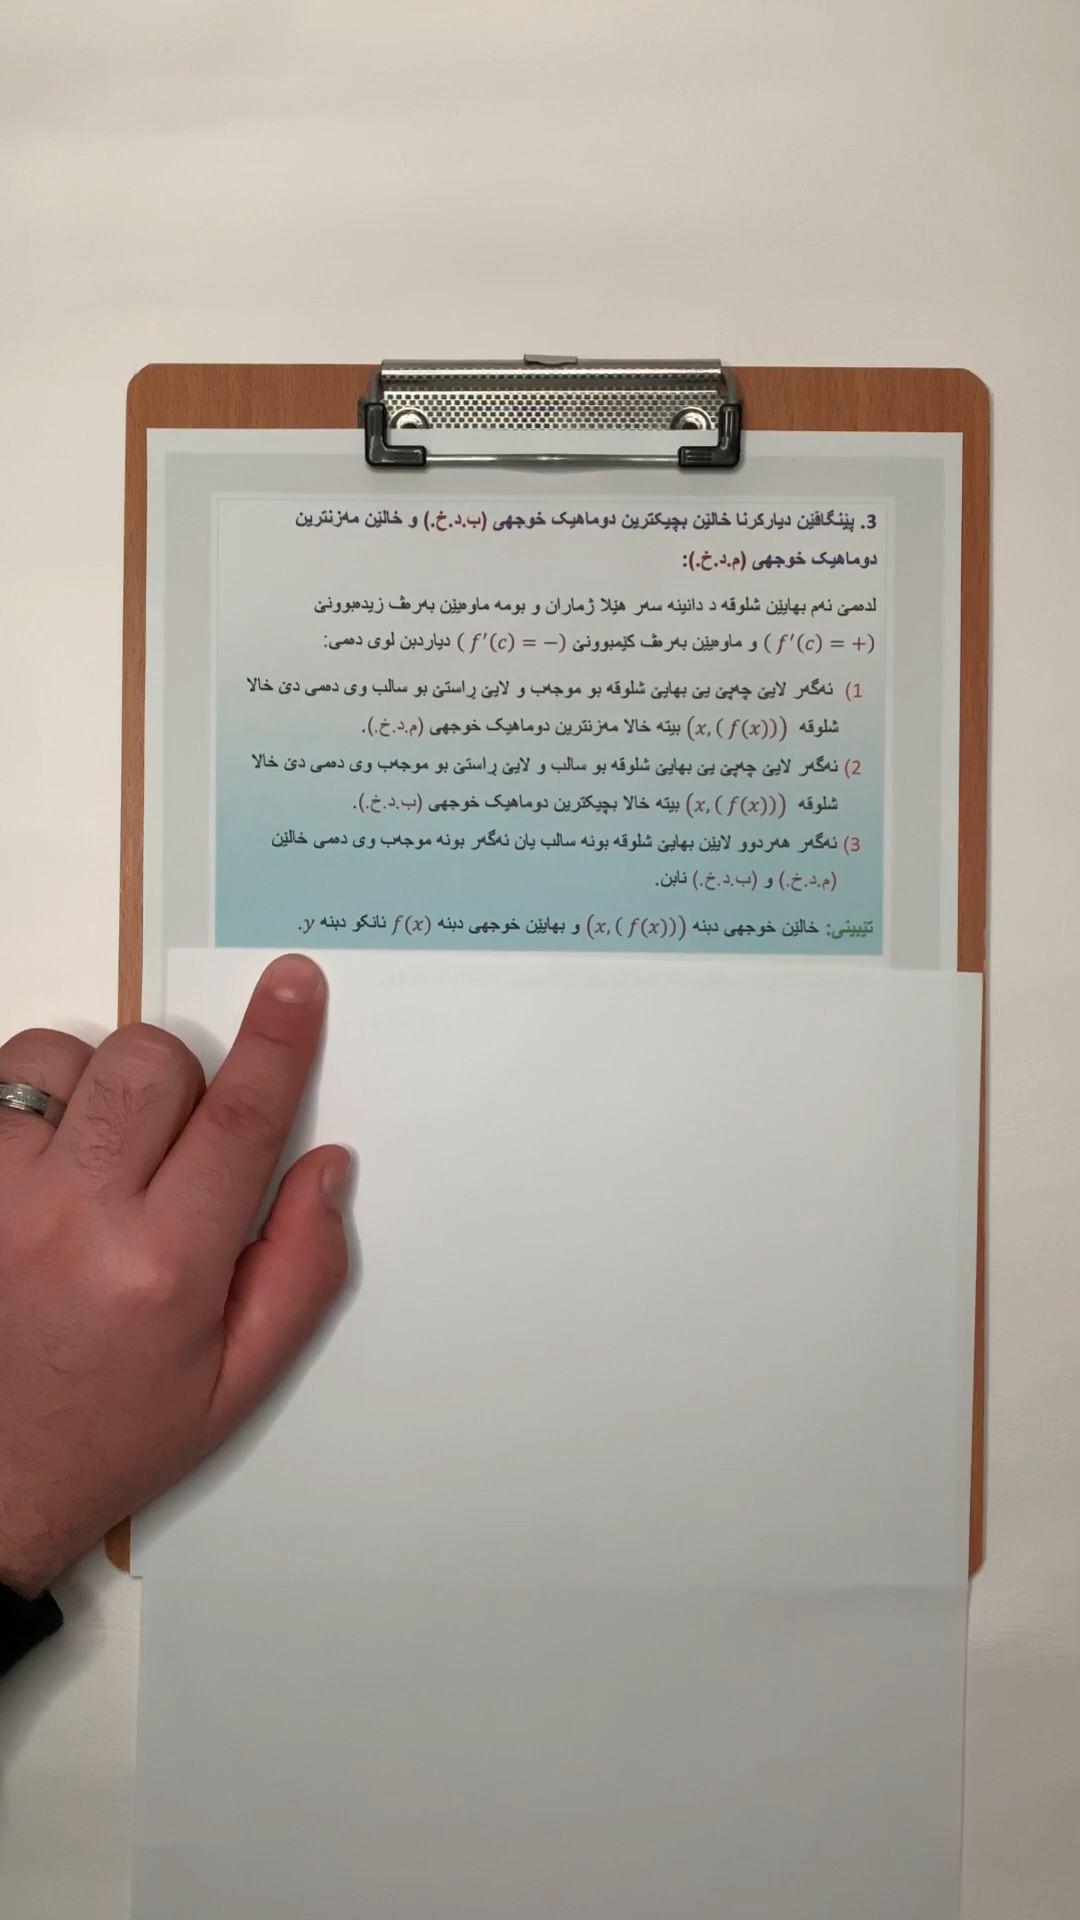 3. پێنگاڤێن دیارکرنا خالێن بچیکترین دوماهیک خوجهی (ب.د.خ.) و خالێن مەزنترین
دوماهیک خوجهی (م.د.خ.):
لدەمێ ئەم بهایێن شلوقە د دانینە سەر هێلا ژماران و بومە ماوەیێن بەرەڤ زیدەبوونێ
(f′(c) = +) و ماوەیێن بەرەڤ کێمبوونێ (f′(c) = −) دیاردبن لوی دەمی:
1) ئەگەر لایێ چەپێ یێ بهایێ شلوقە بو موجەب و لایێ ڕاستێ بو سالب وی دەمی دێ خالا
شلوقە (x, (f(x))) بیتە خالا مەزنترین دوماهیک خوجهی (م.د.خ.).
2) ئەگەر لایێ چەپێ یێ بهایێ شلوقە بو سالب و لایێ ڕاستێ بو موجەب وی دەمی دێ خالا
شلوقە (x, (f(x))) بیتە خالا بچیکترین دوماهیک خوجهی (ب.د.خ.).
3) ئەگەر هەردوو لایێن بهایێ شلوقە بونە سالب یان ئەگەر بونە موجەب وی دەمی خالێن
(م.د.خ.) و (ب.د.خ.) نابن.
تێبینی: خالێن خوجهی دبنە (x, (f(x))) و بهایێن خوجهی دبنە f(x) ئانکو دبنە y.